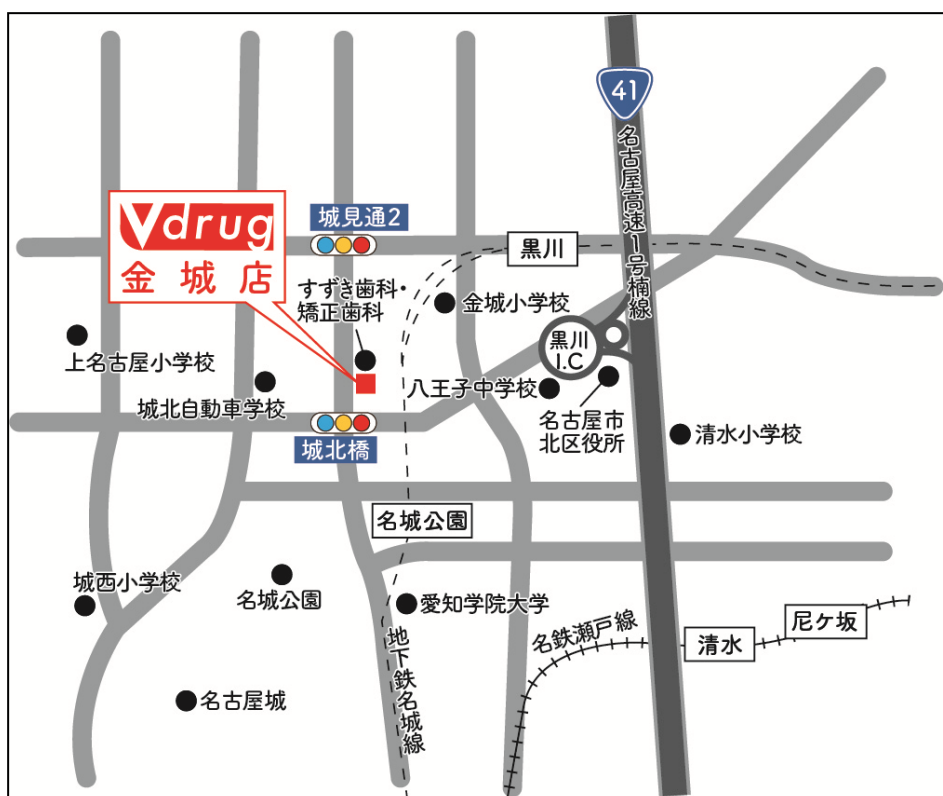 41
名古屋高速1号楠線
Vdrug
金城店
城見通2
黒川
すずき歯科・
矯正歯科
金城小学校
上名古屋小学校
黒川
I.C
城北自動車学校
八王子中学校
名古屋市
北区役所
清水小学校
城北橋
名城公園
城西小学校
名城公園
愛知学院大学
地下鉄名城線
名鉄瀬戸線
清水
尼ケ坂
名古屋城